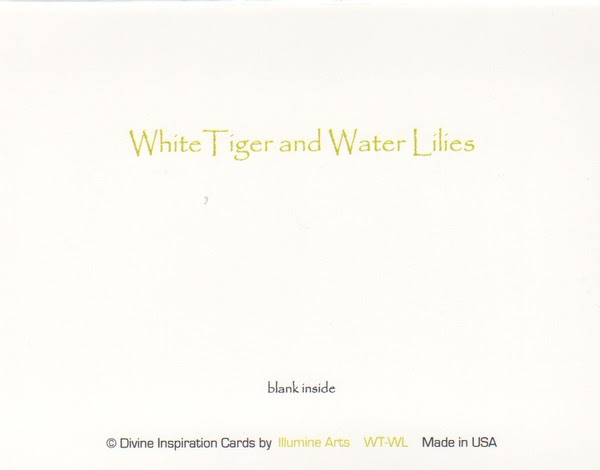 White Tiger and Water Lilies
blank inside
© Divine Inspiration Cards by Illumine Arts WT-WL Made in USA